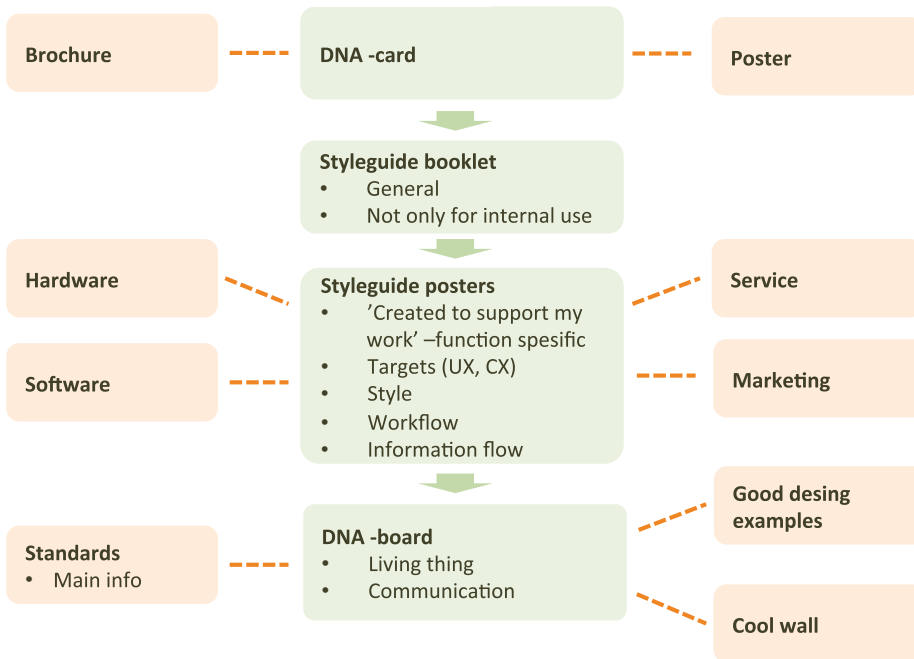 Brochure
DNA -card
Poster
Styleguide booklet
• General
• Not only for internal use
Hardware
Service
Styleguide posters
• ’Created to support my
work’ –function spesific
• Targets (UX, CX)
• Style
• Workflow
• Information flow
Software
Marketing
Good desing
examples
DNA -board
• Living thing
• Communication
Standards
• Main info
Cool wall